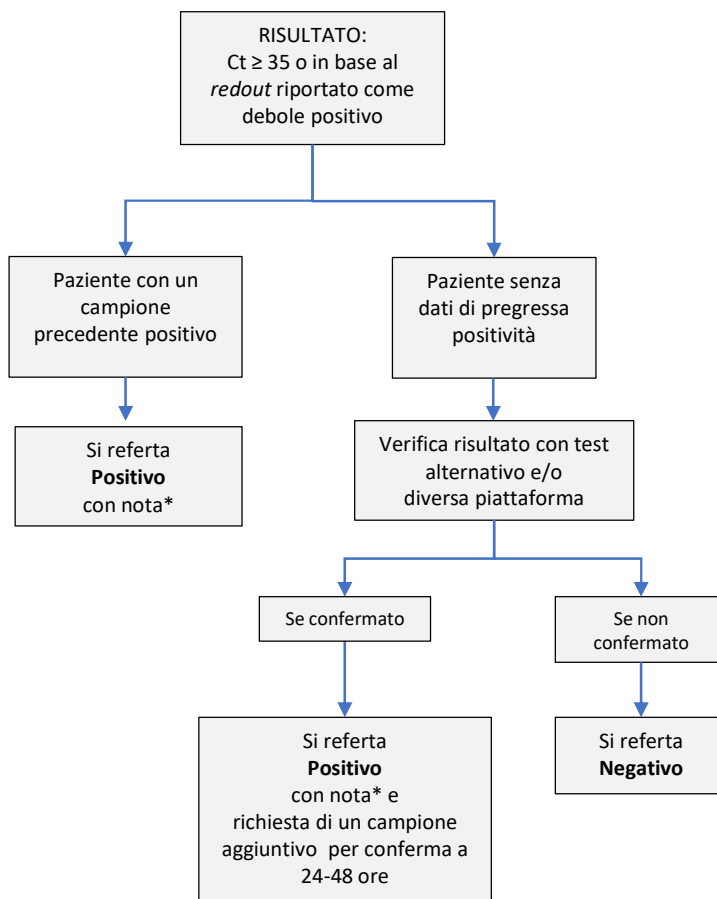 RISULTATO:
Ct ≥ 35 o in base al
redout riportato come
debole positivo
Paziente con un
campione
precedente positivo
Paziente senza
dati di pregressa
positività
Si referta
Positivo
con nota*
Verifica risultato con test
alternativo e/o
diversa piattaforma
Se confermato
Se non
confermato
Si referta
Positivo
con nota* e
richiesta di un campione
aggiuntivo per conferma a
24-48 ore
Si referta
Negativo